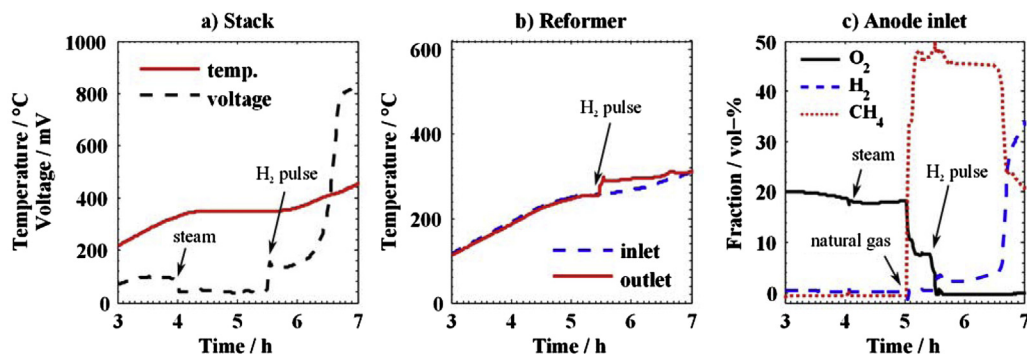 a) Stack
1000
800
600
400
200
0
3
4
5
6
7
Temperature / °C
Voltage / mV
Time / h
temp.
voltage
H₂ pulse
steam
b) Reformer
600
400
200
0
3
4
5
6
7
Temperature / °C
Time / h
H₂ pulse
inlet
outlet
c) Anode inlet
50
40
30
20
10
0
3
4
5
6
7
Fraction / vol-%
Time / h
O₂
H₂
CH₄
steam
H₂ pulse
natural gas